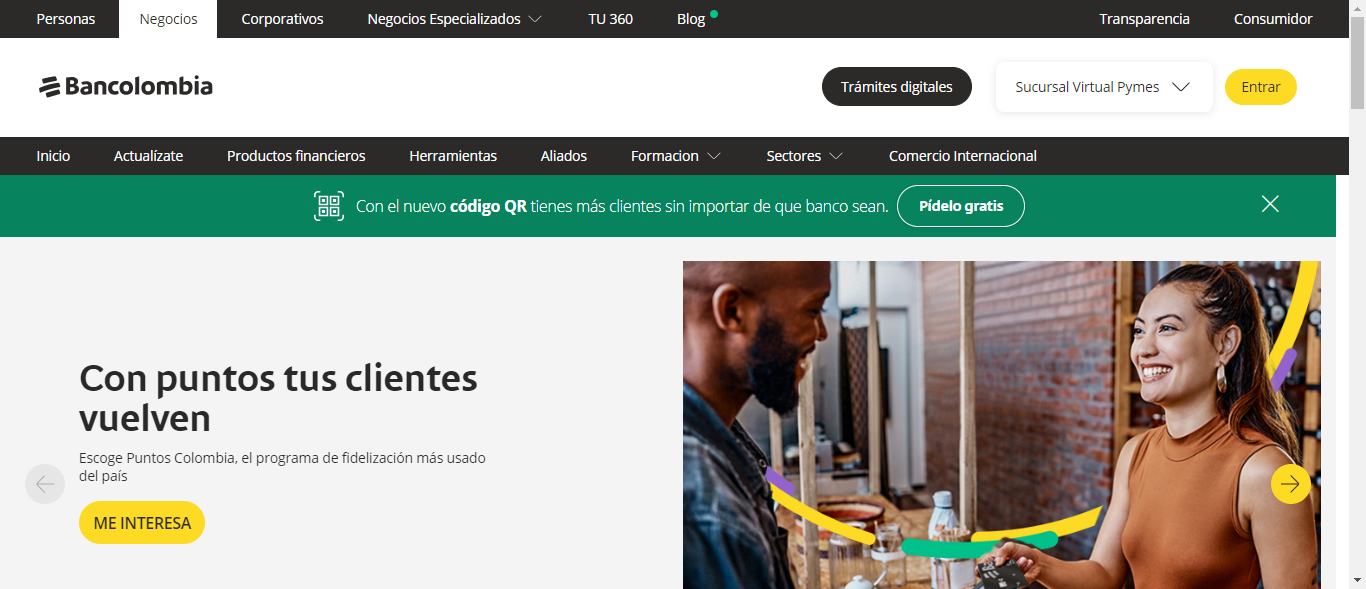 Personas Negocios Corporativos Negocios Especializados TU 360 Blog Transparencia Consumidor
Bancolombia Trámites digitales Sucursal Virtual Pymes Entrar
Inicio Actualízate Productos financieros Herramientas Aliados Formacion Sectores Comercio Internacional
Con el nuevo código QR tienes más clientes sin importar de que banco sean. Pídelo gratis
Con puntos tus clientes
vuelven
Escoge Puntos Colombia, el programa de fidelización más usado
del país
ME INTERESA